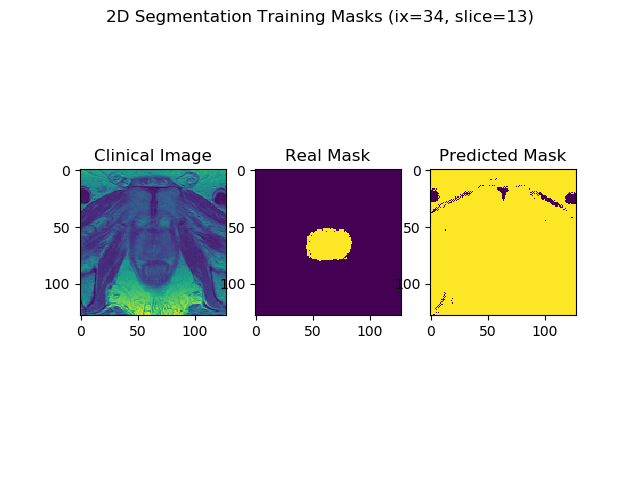 2D Segmentation Training Masks (ix=34, slice=13)
Clinical Image Real Mask Predicted Mask
0 0 0
50 50 50
100 100 100
0 50 100 0 50 100 0 50 100